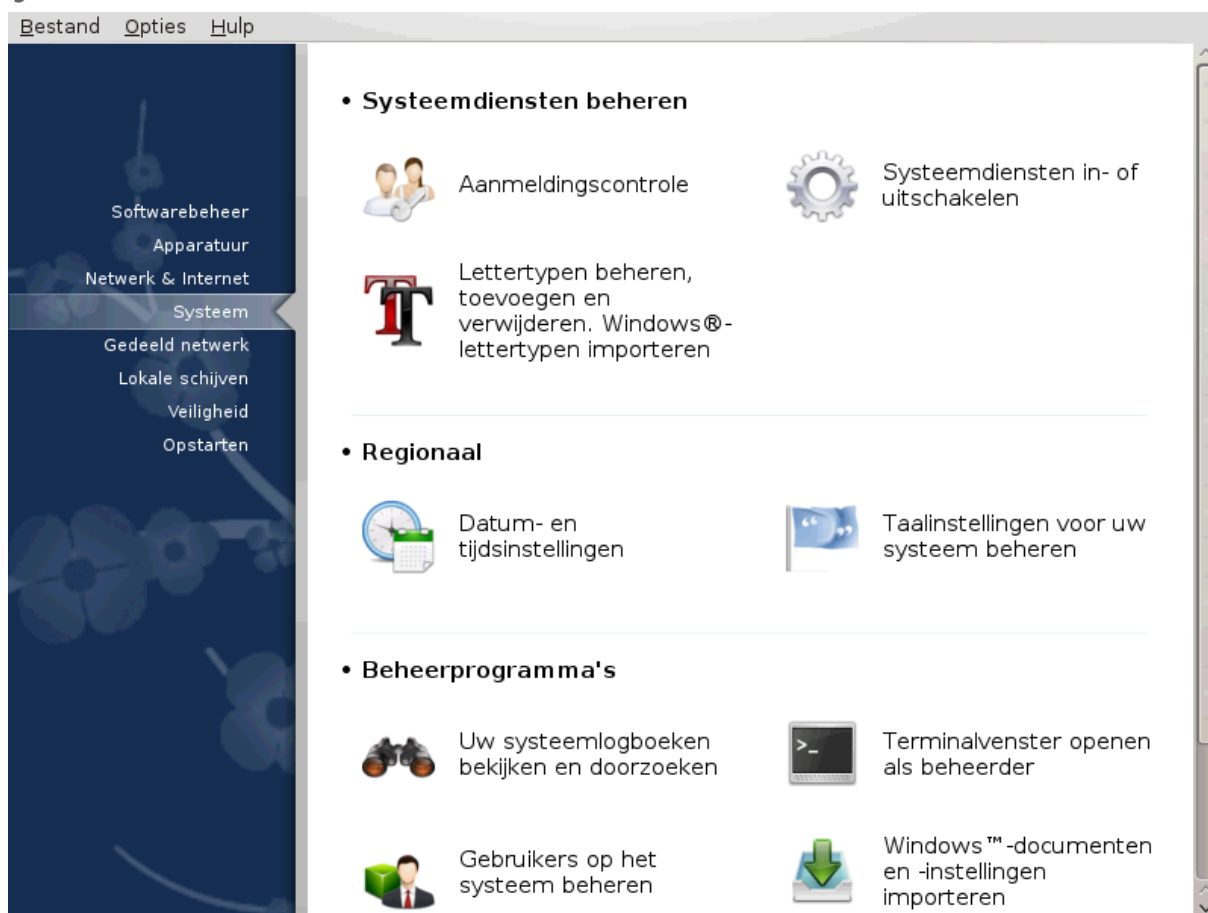 Bestand Opties Hulp
Softwarebeheer
Apparatuur
Netwerk & Internet
Systeem
Gedeeld netwerk
Lokale schijven
Veiligheid
Opstarten
• Systeemdiensten beheren
Aanmeldingscontrole
Systeemdiensten in- of
uitschakelen
Lettertypen beheren,
toevoegen en
verwijderen. Windows®-
lettertypen importeren
• Regionaal
Datum- en
tijdsinstellingen
Taalinstellingen voor uw
systeem beheren
• Beheerprogramma's
Uw systeemlogboeken
bekijken en doorzoeken
Terminalvenster openen
als beheerder
Gebruikers op het
systeem beheren
Windows™-documenten
en -instellingen
importeren